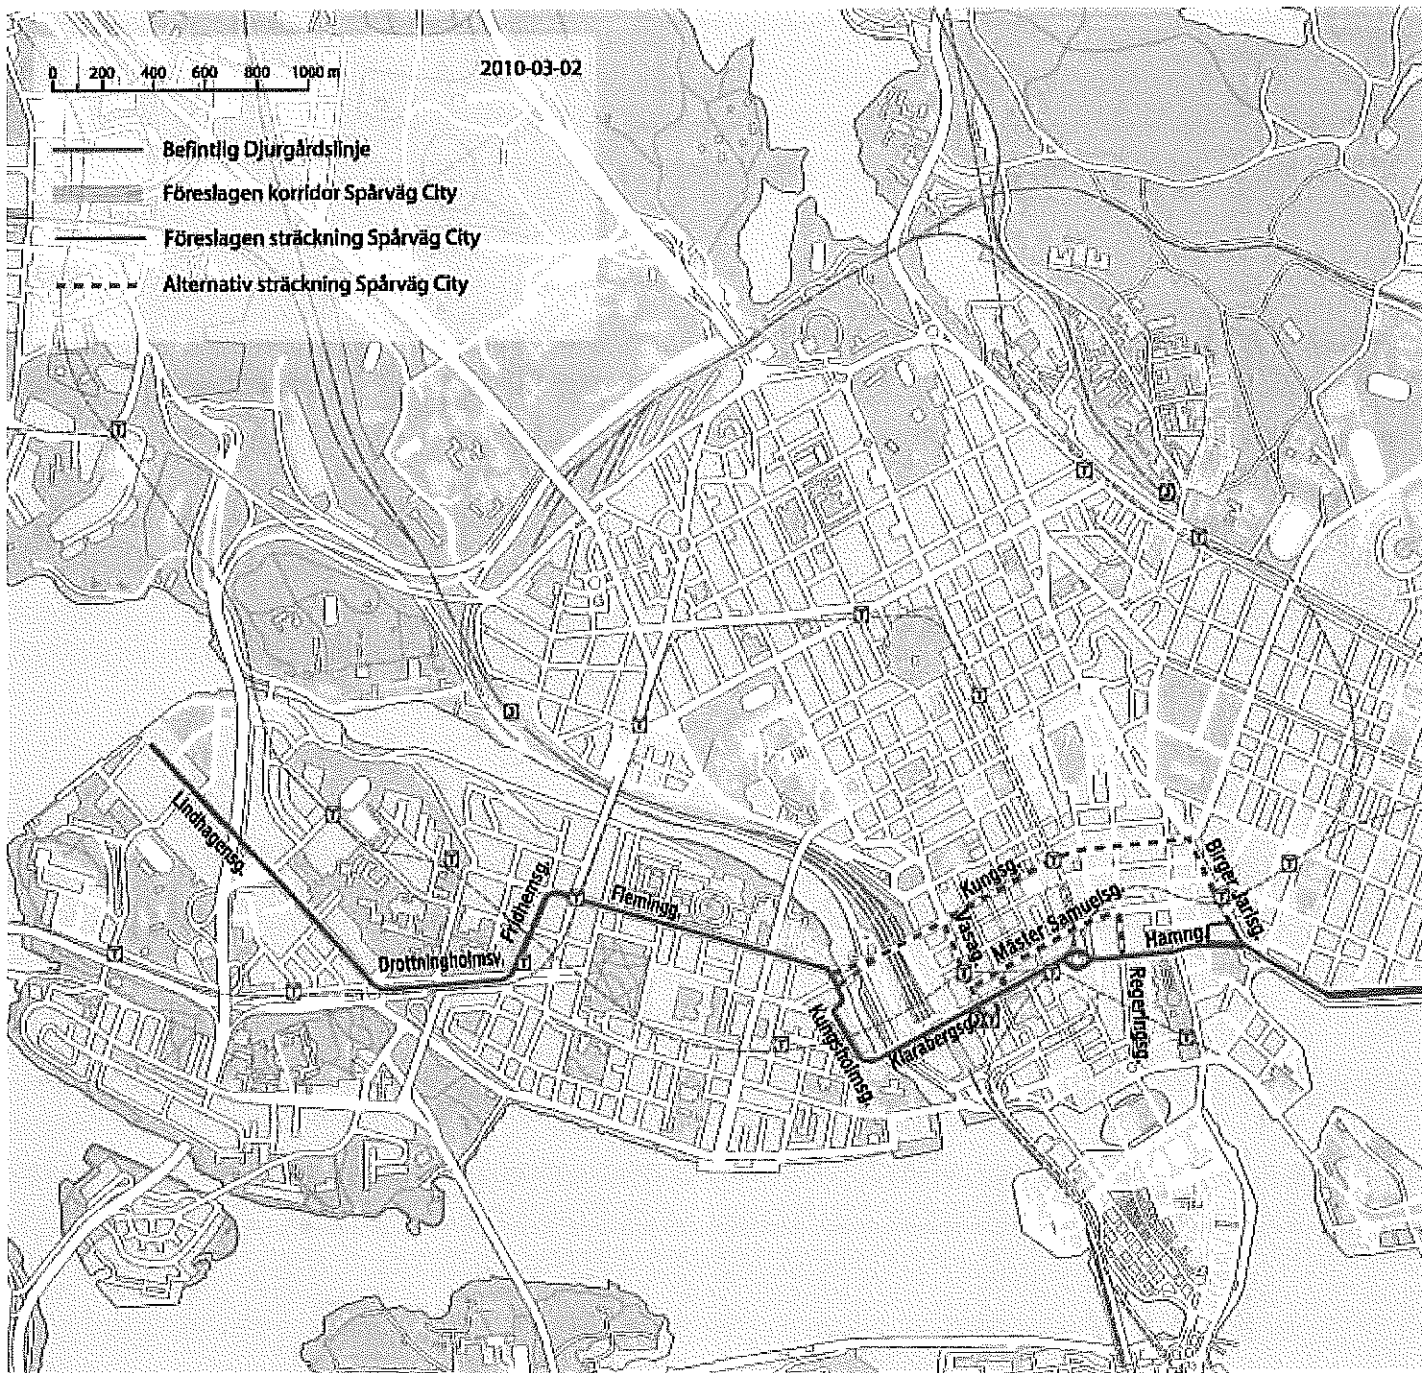 0 200 400 600 800 1000 m
2010-03-02
Befintlig Djurgårdslinje
Föreslagen korridor Spårväg City
Föreslagen sträckning Spårväg City
Alternativ sträckning Spårväg City
T
J
T
J
T
T
T
J
T
T
T
Lindhagensg.
Fridhemsg.
Flemingg.
Drottningholmsv.
T
T
T
T
Kungsg.
T
Birger Jarlsg.
T
T
Vasag.
Mäster Samuelsg.
Hamng.
T
T
Regeringsg.
Kungsholmsg.
Klarabergsg.
J T
T
T